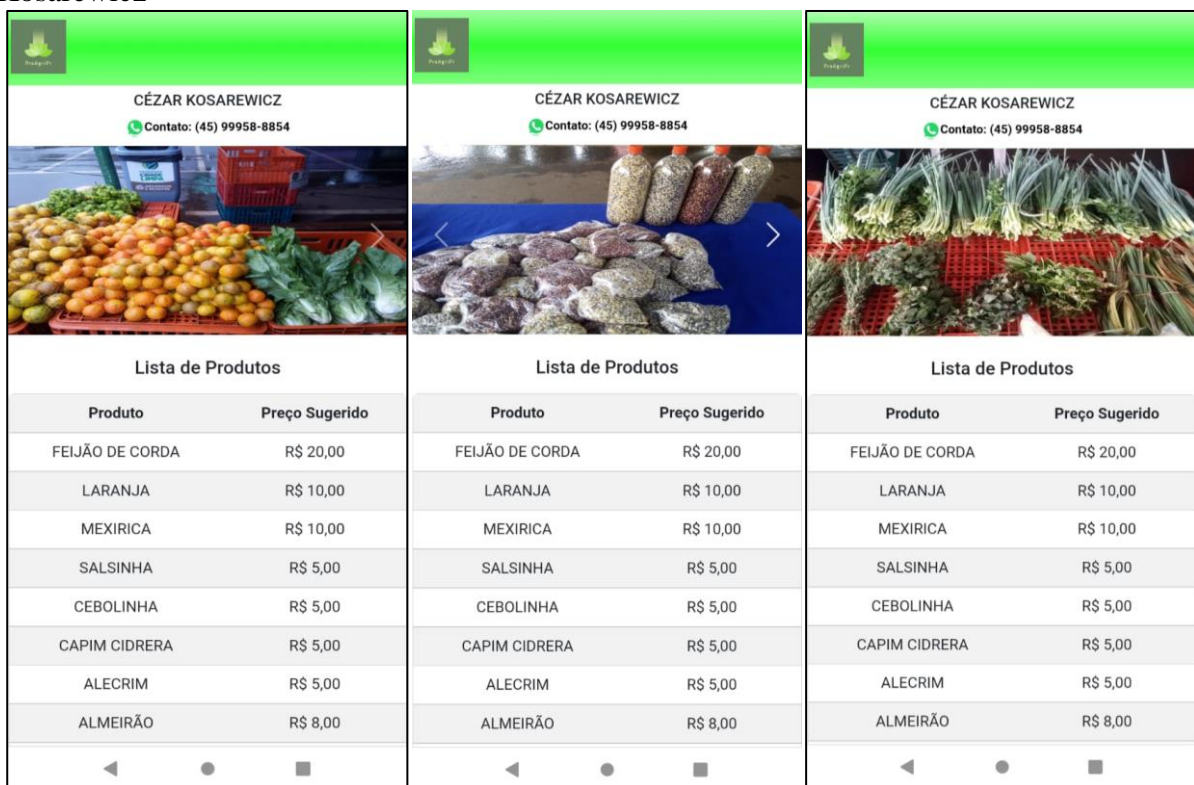 Kosarewicz
ProAgriFr
CÉZAR KOSAREWICZ
Contato: (45) 99958-8854
CIDADE
LIMPA
Lista de Produtos
Produto Preço Sugerido
FEIJÃO DE CORDA R$ 20,00
LARANJA R$ 10,00
MEXIRICA R$ 10,00
SALSINHA R$ 5,00
CEBOLINHA R$ 5,00
CAPIM CIDRERA R$ 5,00
ALECRIM R$ 5,00
ALMEIRÃO R$ 8,00
CÉZAR KOSAREWICZ
Contato: (45) 99958-8854
Lista de Produtos
Produto Preço Sugerido
FEIJÃO DE CORDA R$ 20,00
LARANJA R$ 10,00
MEXIRICA R$ 10,00
SALSINHA R$ 5,00
CEBOLINHA R$ 5,00
CAPIM CIDRERA R$ 5,00
ALECRIM R$ 5,00
ALMEIRÃO R$ 8,00
CÉZAR KOSAREWICZ
Contato: (45) 99958-8854
Lista de Produtos
Produto Preço Sugerido
FEIJÃO DE CORDA R$ 20,00
LARANJA R$ 10,00
MEXIRICA R$ 10,00
SALSINHA R$ 5,00
CEBOLINHA R$ 5,00
CAPIM CIDRERA R$ 5,00
ALECRIM R$ 5,00
ALMEIRÃO R$ 8,00